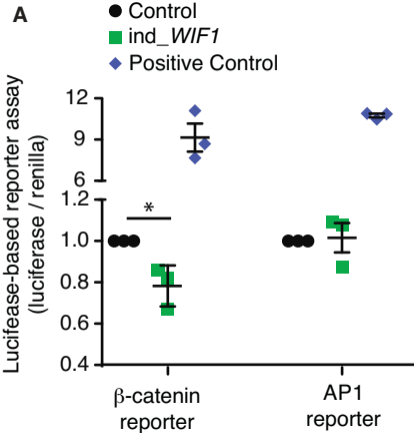 A
Control
ind_WIF1
Positive Control
Lucifease-based reporter assay
(luciferase / renilla)
12
9
6
1.2
1.0
0.8
0.6
0.4
*
β-catenin
reporter
AP1
reporter